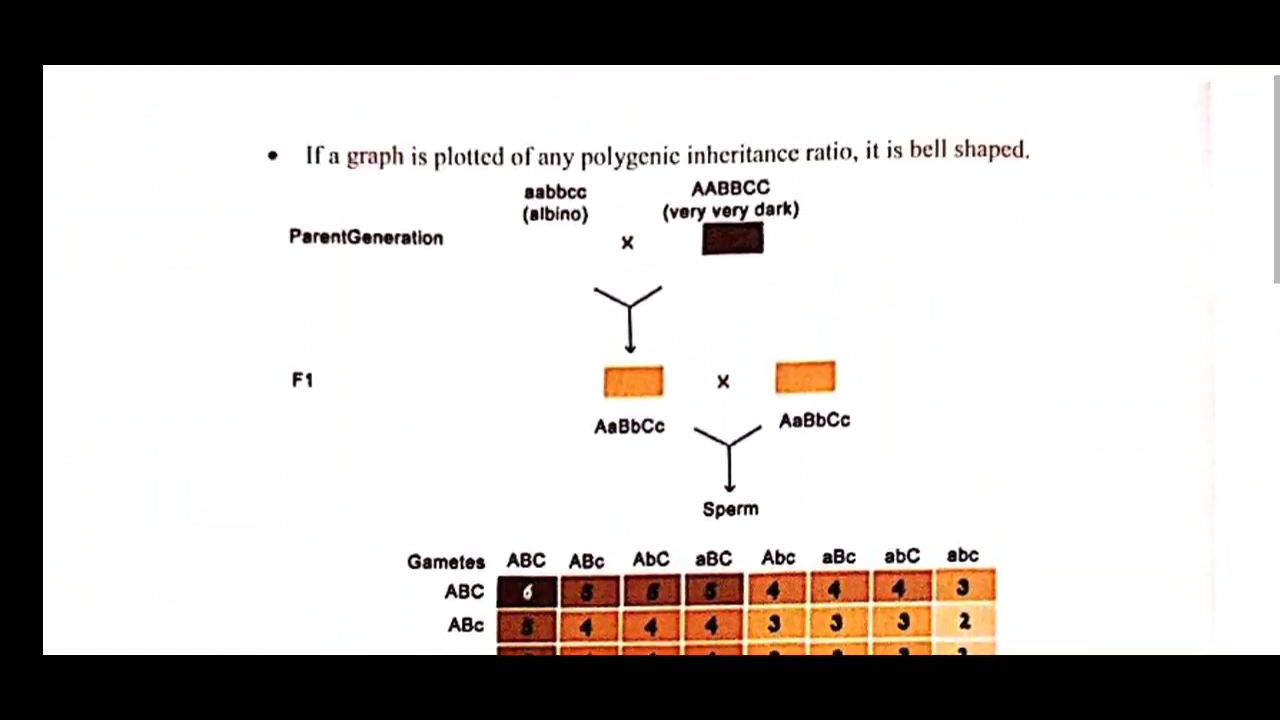 • If a graph is plotted of any polygenic inheritance ratio, it is bell shaped.
aabbcc AABBCC
(albino) (very very dark)
ParentGeneration x
F1 x
AaBbCc AaBbCc
Sperm
Gametes ABC ABc AbC aBC Abc aBc abC abc
ABC 6 5 5 5 4 4 4 3
ABc 5 4 4 4 3 3 3 2